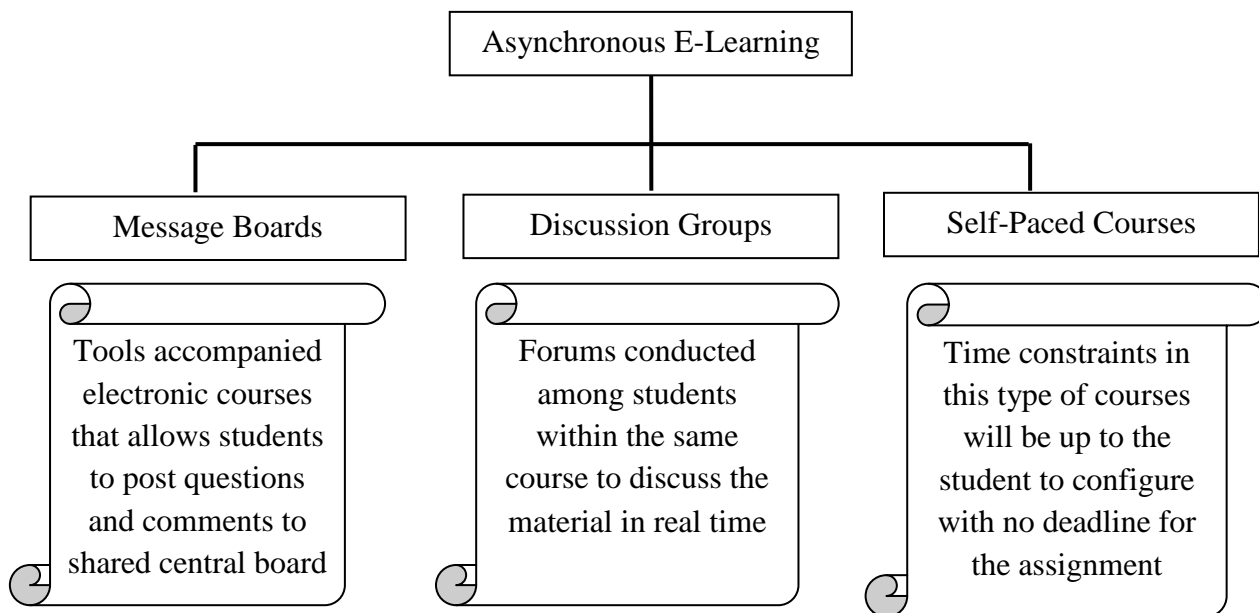 Asynchronous E-Learning
Message Boards
Discussion Groups
Self-Paced Courses
Tools accompanied
electronic courses
that allows students
to post questions
and comments to
shared central board
Forums conducted
among students
within the same
course to discuss the
material in real time
Time constraints in
this type of courses
will be up to the
student to configure
with no deadline for
the assignment